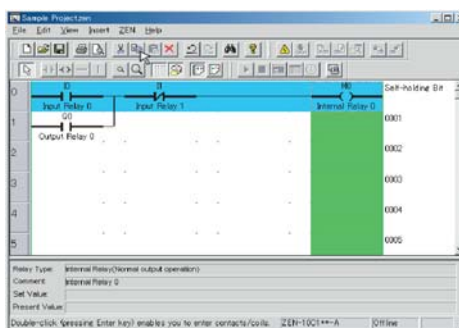 Sample Project.zen
File Edit View Insert ZEN Help
0 I0 I1 M0 Self-holding Bit
Input Relay 0 Input Relay 1 Internal Relay 0
1 Q0 0001
Output Relay 0
2 0002
3 0003
4 0004
5 0005
Relay Type: Internal Relay(Normal output operation)
Comment: Internal Relay 0
Set Value:
Present Value:
Double-click (pressing Enter key) enables you to enter contacts/coils. ZEN-10C1**-A Offline